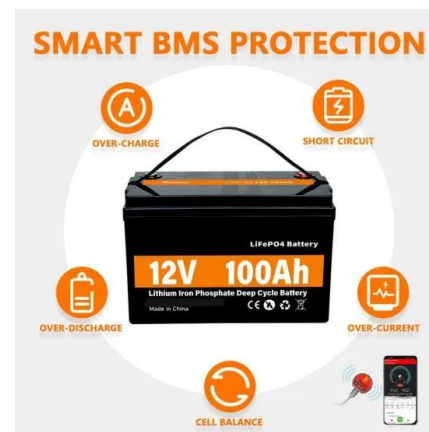 SMART BMS PROTECTION
A
OVER-CHARGE
SHORT CIRCUIT
LiFePO4 Battery
12V 100Ah
Lithium Iron Phosphate Deep Cycle Battery
Made in China
CE
OVER-DISCHARGE
OVER-CURRENT
CELL BALANCE